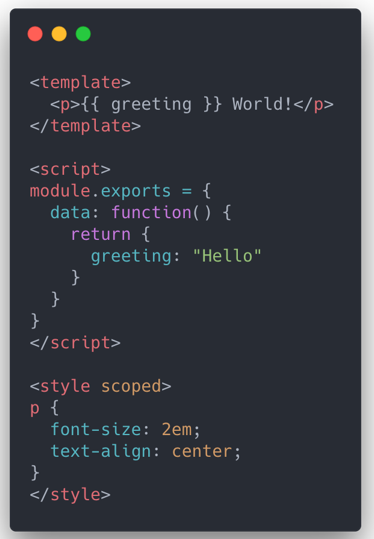 <template>
  <p>{{ greeting }} World!</p>
</template>

<script>
module.exports = {
  data: function() {
    return {
      greeting: "Hello"
    }
  }
}
</script>

<style scoped>
p {
  font-size: 2em;
  text-align: center;
}
</style>